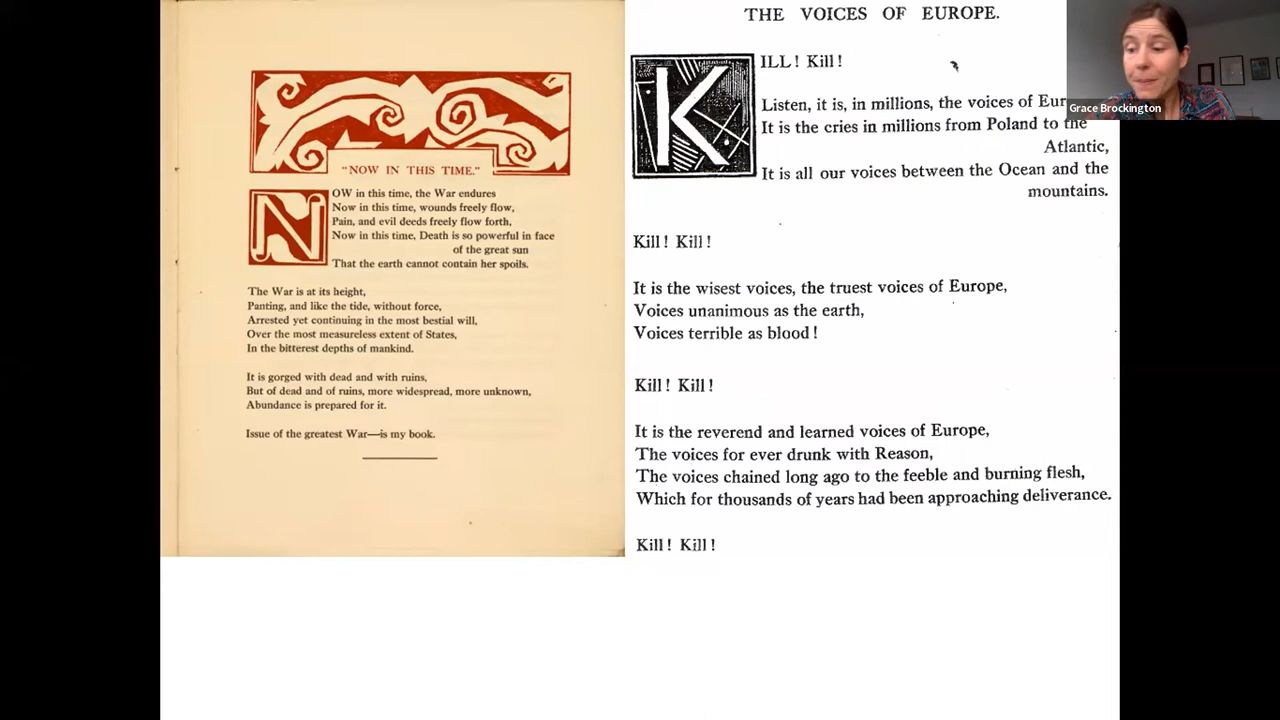 "NOW IN THIS TIME."
NOW in this time, the War endures
Now in this time, wounds freely flow,
Pain, and evil deeds freely flow forth,
Now in this time, Death is so powerful in face
of the great sun
That the earth cannot contain her spoils.
The War is at its height,
Panting, and like the tide, without force,
Arrested yet continuing in the most bestial will,
Over the most measureless extent of States,
In the bitterest depths of mankind.
It is gorged with dead and with ruins,
But of dead and of ruins, more widespread, more unknown,
Abundance is prepared for it.
Issue of the greatest War—is my book.
THE VOICES OF EUROPE.
KILL! Kill!
Listen, it is, in millions, the voices of Eur
It is the cries in millions from Poland to the
Atlantic,
It is all our voices between the Ocean and the
mountains.
Kill! Kill!
It is the wisest voices, the truest voices of Europe,
Voices unanimous as the earth,
Voices terrible as blood!
Kill! Kill!
It is the reverend and learned voices of Europe,
The voices for ever drunk with Reason,
The voices chained long ago to the feeble and burning flesh,
Which for thousands of years had been approaching deliverance.
Kill! Kill!
Grace Brockington